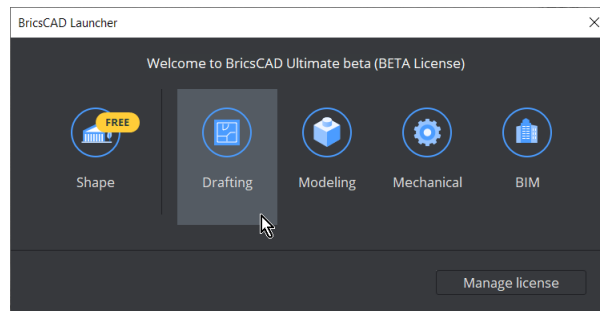 BricsCAD Launcher
Welcome to BricsCAD Ultimate beta (BETA License)
FREE
Shape
Drafting
Modeling
Mechanical
BIM
Manage license